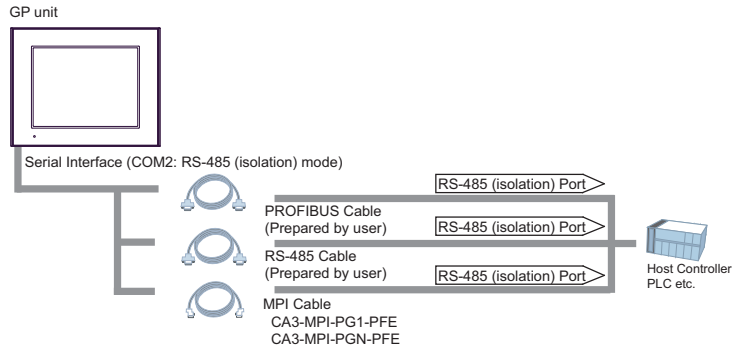 GP unit
Serial Interface (COM2: RS-485 (isolation) mode)
RS-485 (isolation) Port
PROFIBUS Cable
(Prepared by user)
RS-485 (isolation) Port
RS-485 Cable
(Prepared by user)
RS-485 (isolation) Port
Host Controller
PLC etc.
MPI Cable
CA3-MPI-PG1-PFE
CA3-MPI-PGN-PFE